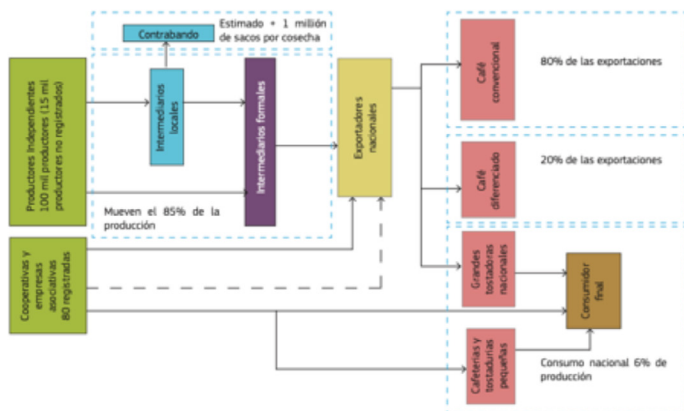 Contrabando
Estimado + 1 millión
de sacos por cosecha
Productores Independientes
100 mil productores (15 mil
productores no registrados)
Intermediarios
locales
Intermediarios formales
Mueven el 85% de la
producción
Exportadores
nacionales
Café
convencional
80% de las exportaciones
Café
diferenciado
20% de las exportaciones
Cooperativas y
empresas
asociativas
80 registradas
Grandes
tostadoras
nacionales
Consumidor
final
Cafeterias y
tostadurias
pequeñas
Consumo nacional 6% de
producción